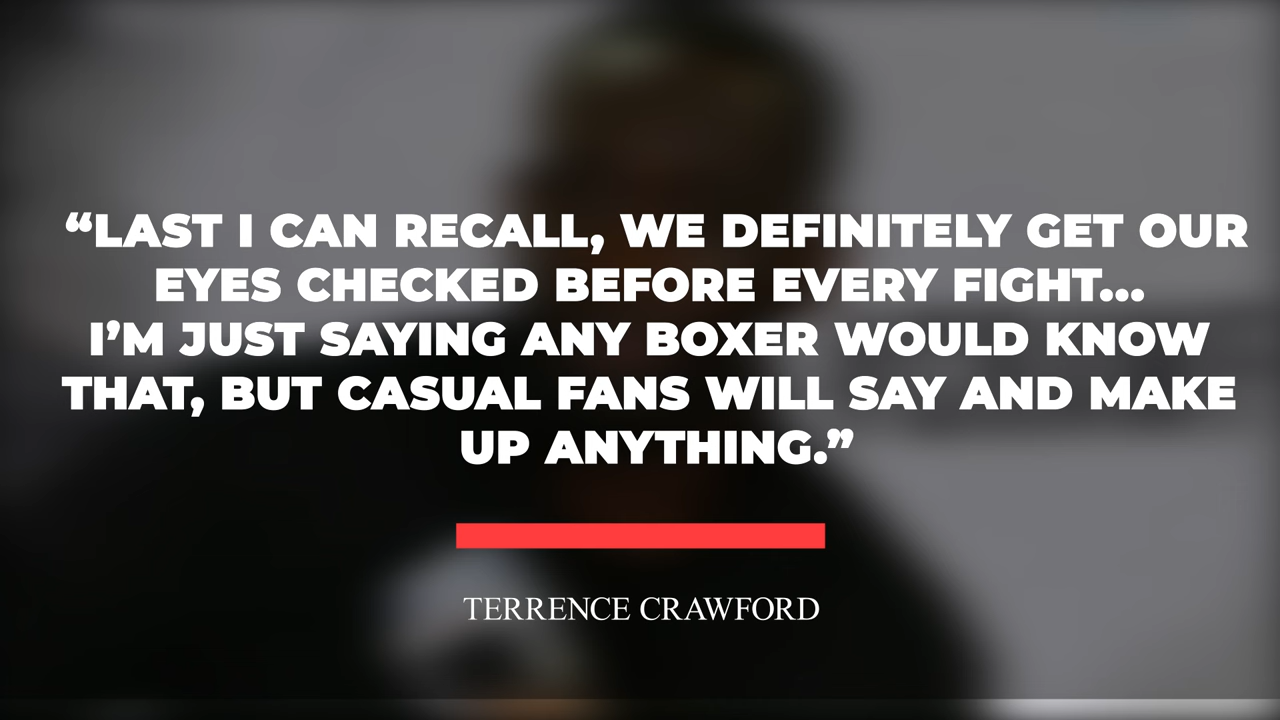 “LAST I CAN RECALL, WE DEFINITELY GET OUR
EYES CHECKED BEFORE EVERY FIGHT...
I’M JUST SAYING ANY BOXER WOULD KNOW
THAT, BUT CASUAL FANS WILL SAY AND MAKE
UP ANYTHING.”
TERRENCE CRAWFORD